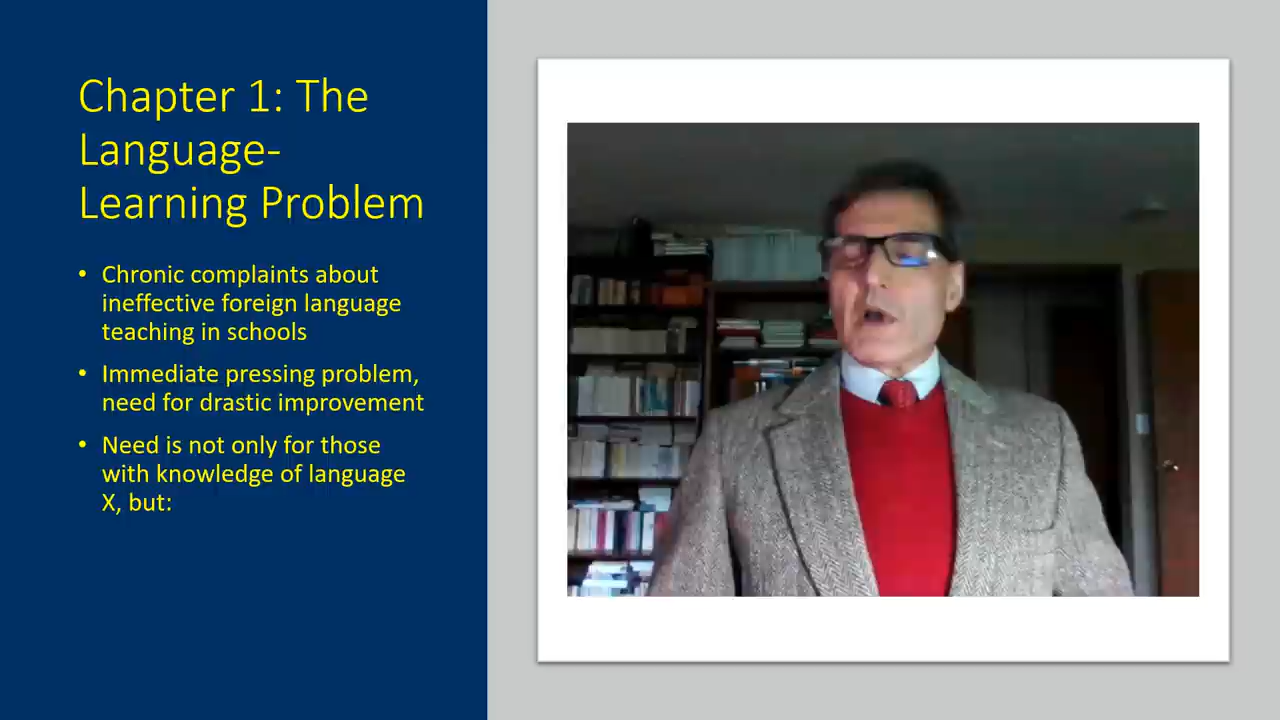 Chapter 1: The
Language-
Learning Problem
• Chronic complaints about
ineffective foreign language
teaching in schools
• Immediate pressing problem,
need for drastic improvement
• Need is not only for those
with knowledge of language
X, but: